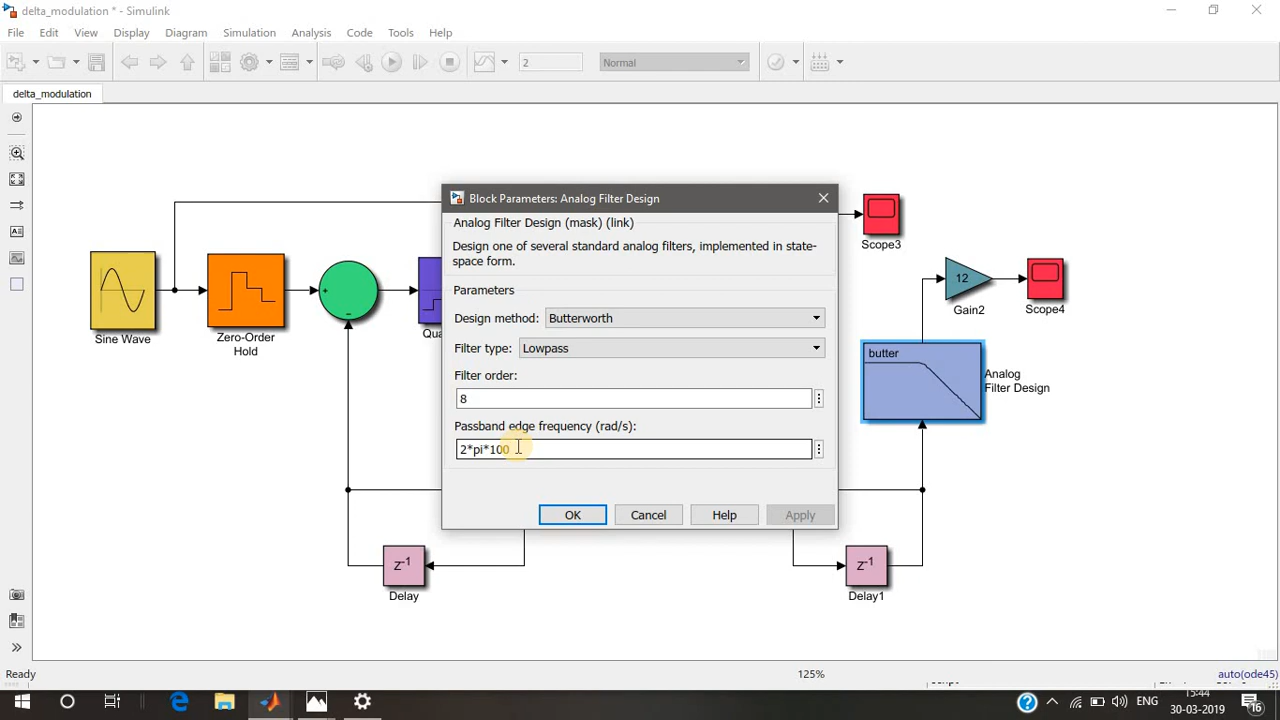 delta_modulation * - Simulink
File Edit View Display Diagram Simulation Analysis Code Tools Help
2
Normal
delta_modulation
Block Parameters: Analog Filter Design
Analog Filter Design (mask) (link)
Design one of several standard analog filters, implemented in state-
space form.
Parameters
Design method: Butterworth
Filter type: Lowpass
Filter order:
8
Passband edge frequency (rad/s):
2*pi*100
OK Cancel Help Apply
Sine Wave
Zero-Order
Hold
+
-
Qua
Scope3
12
Gain2
Scope4
butter
Analog
Filter Design
Z-1
Delay
Z-1
Delay1
Ready
125%
auto(ode45)
ENG
15:44
30-03-2019
16